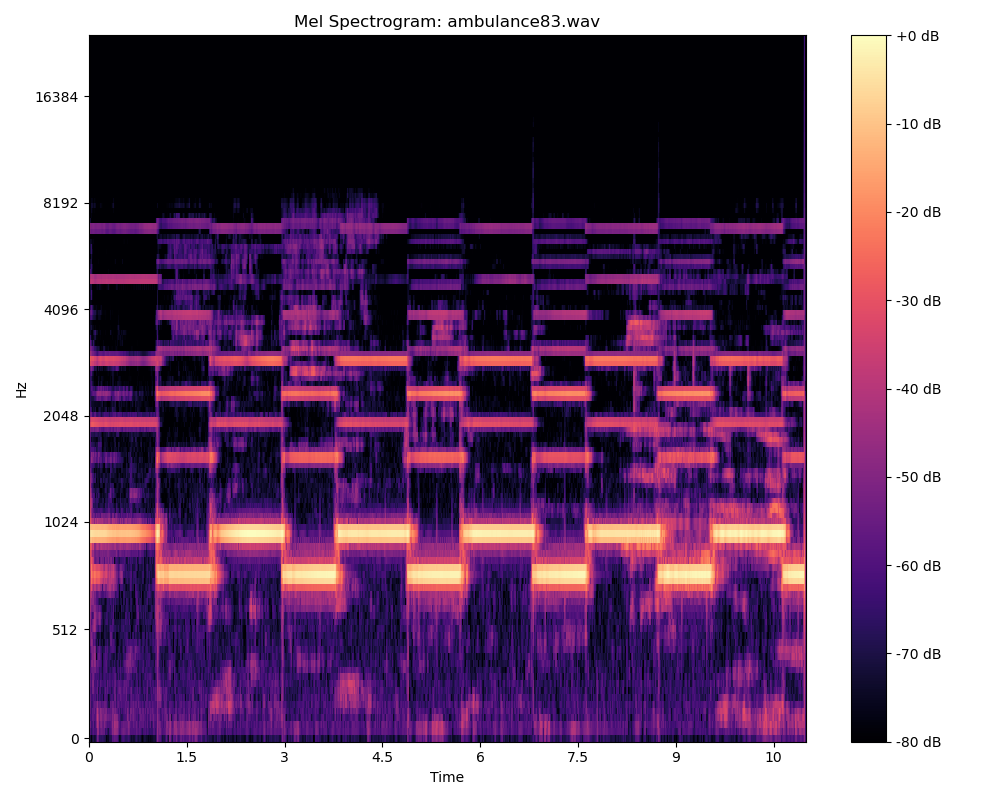 Mel Spectrogram: ambulance83.wav
+0 dB
16384
-10 dB
8192
-20 dB
4096
-30 dB
Hz
2048
-40 dB
1024
-50 dB
512
-60 dB
0
-70 dB
-80 dB
0 1.5 3 4.5 6 7.5 9 10
Time